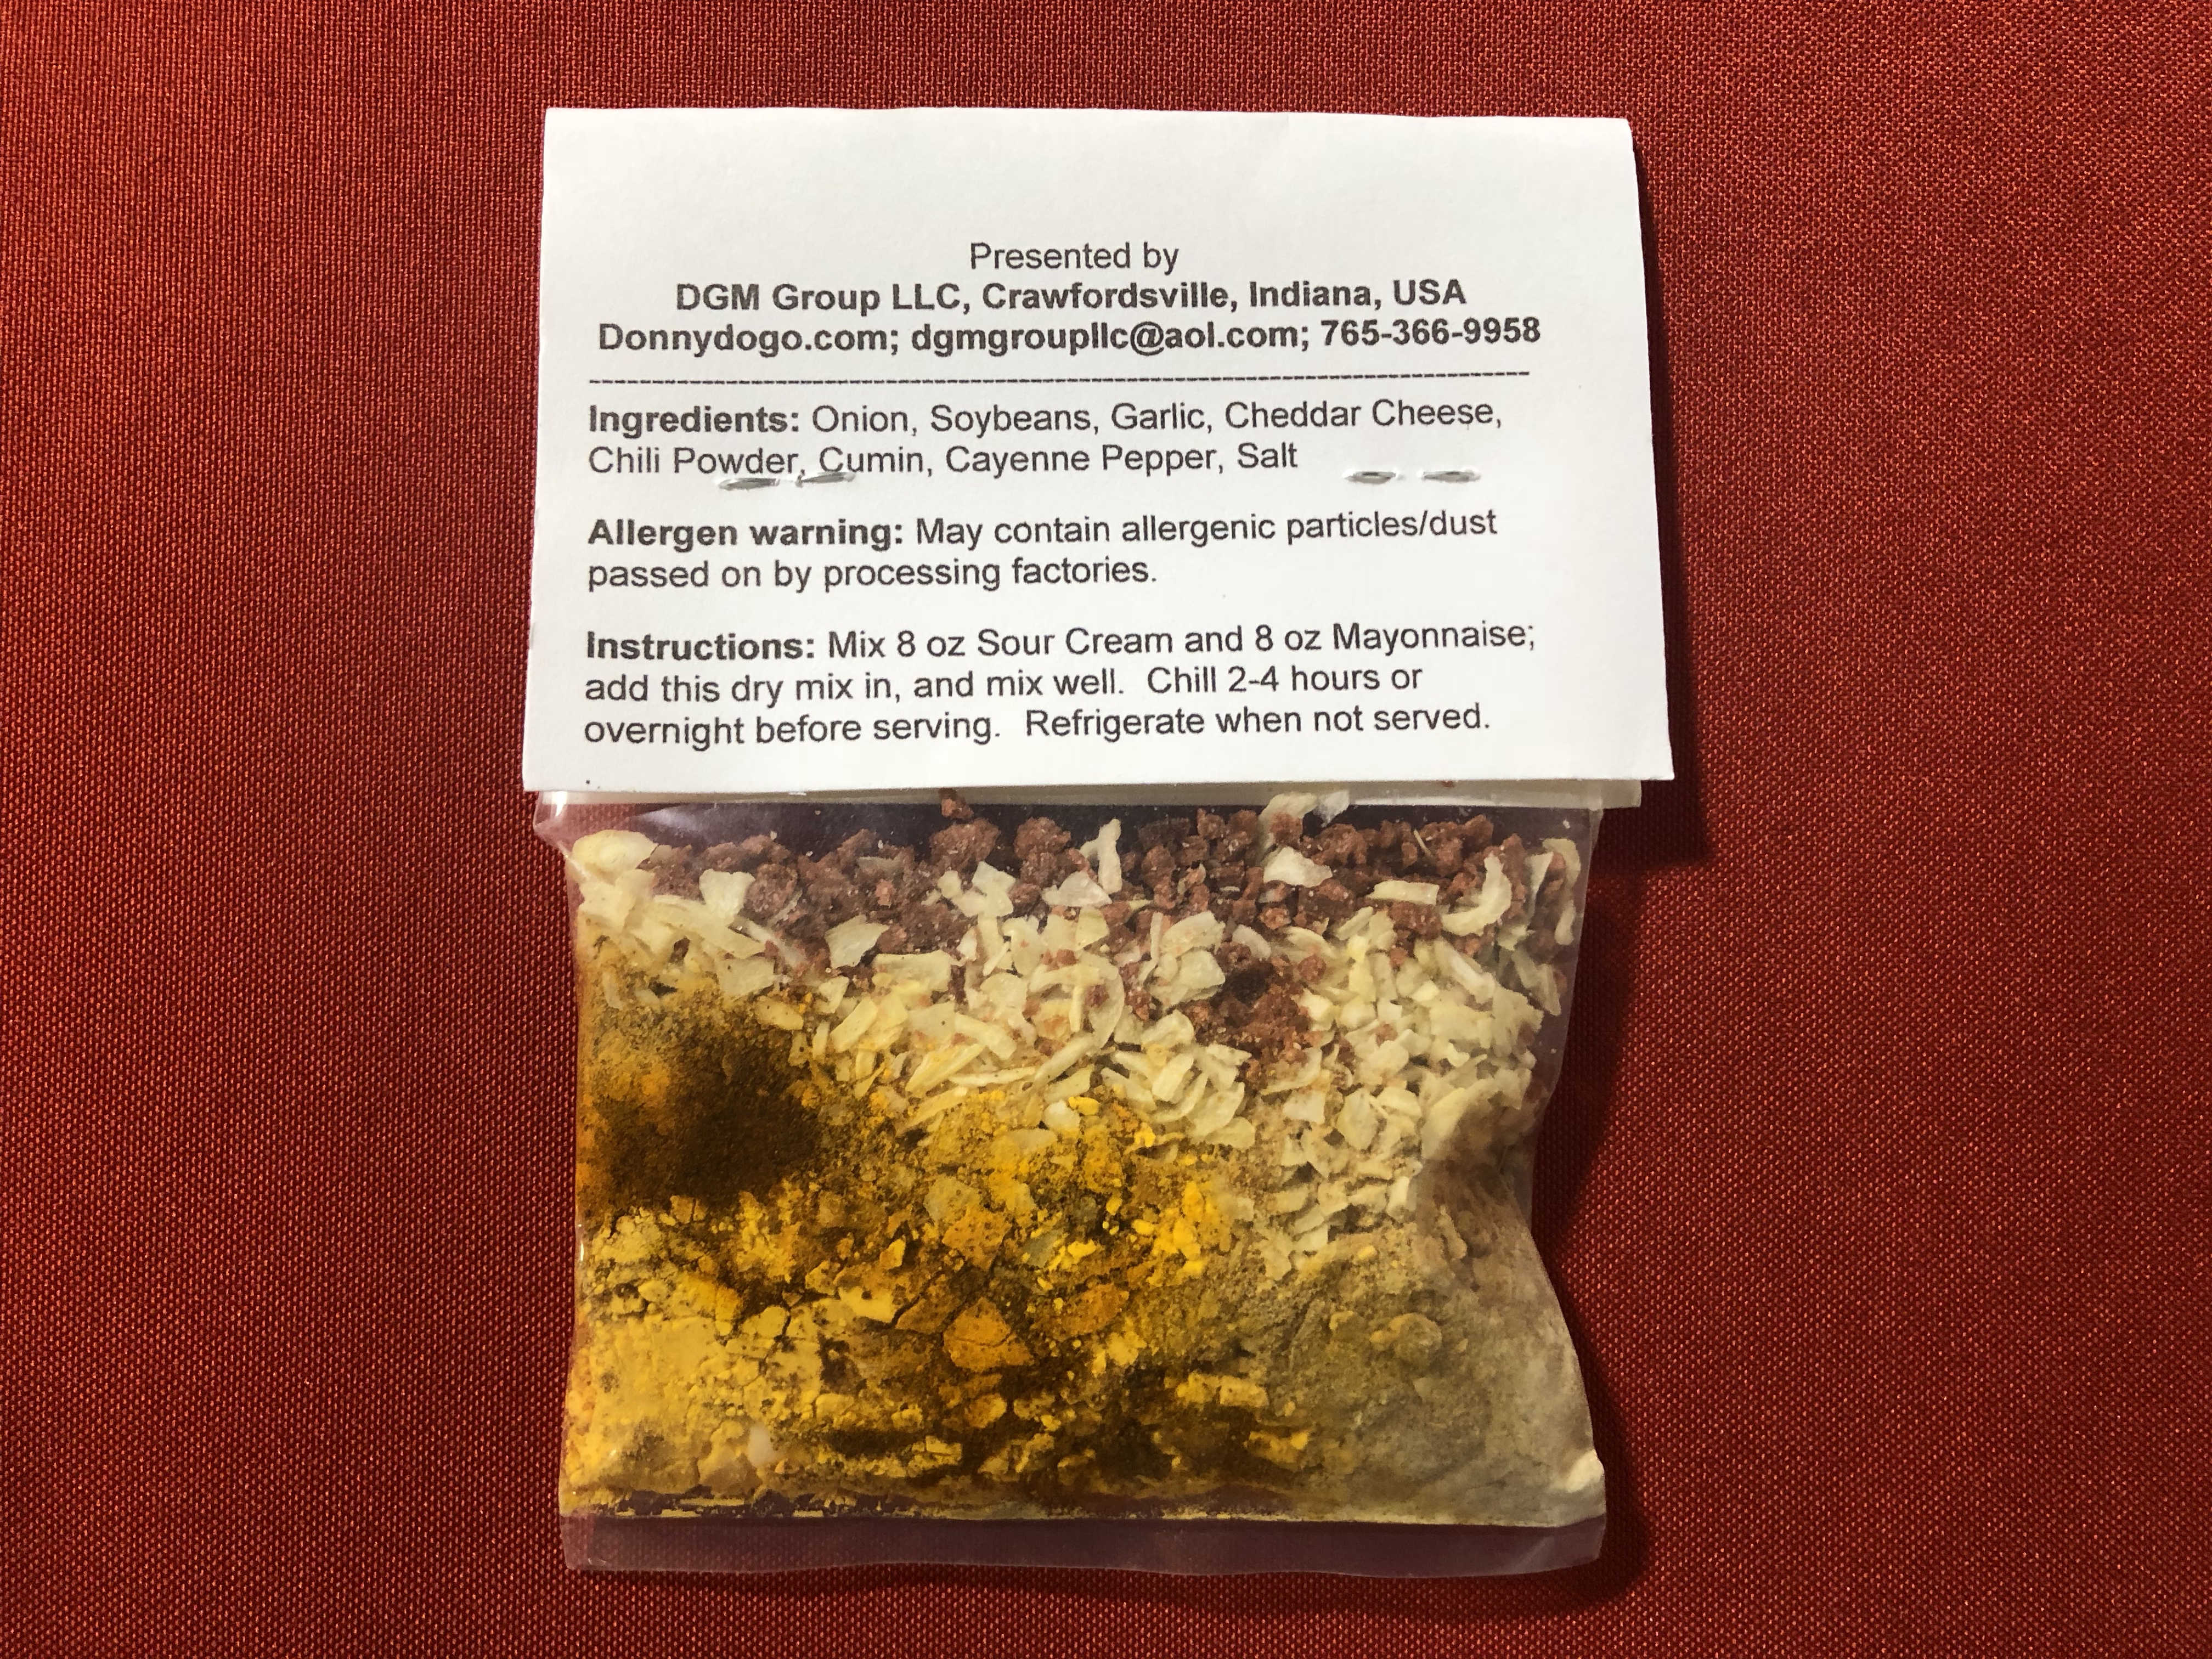 Presented by
DGM Group LLC, Crawfordsville, Indiana, USA
Donnydogo.com; dgmgroupllc@aol.com; 765-366-9958
Ingredients: Onion, Soybeans, Garlic, Cheddar Cheese,
Chili Powder, Cumin, Cayenne Pepper, Salt
Allergen warning: May contain allergenic particles/dust
passed on by processing factories.
Instructions: Mix 8 oz Sour Cream and 8 oz Mayonnaise;
add this dry mix in, and mix well. Chill 2-4 hours or
overnight before serving. Refrigerate when not served.